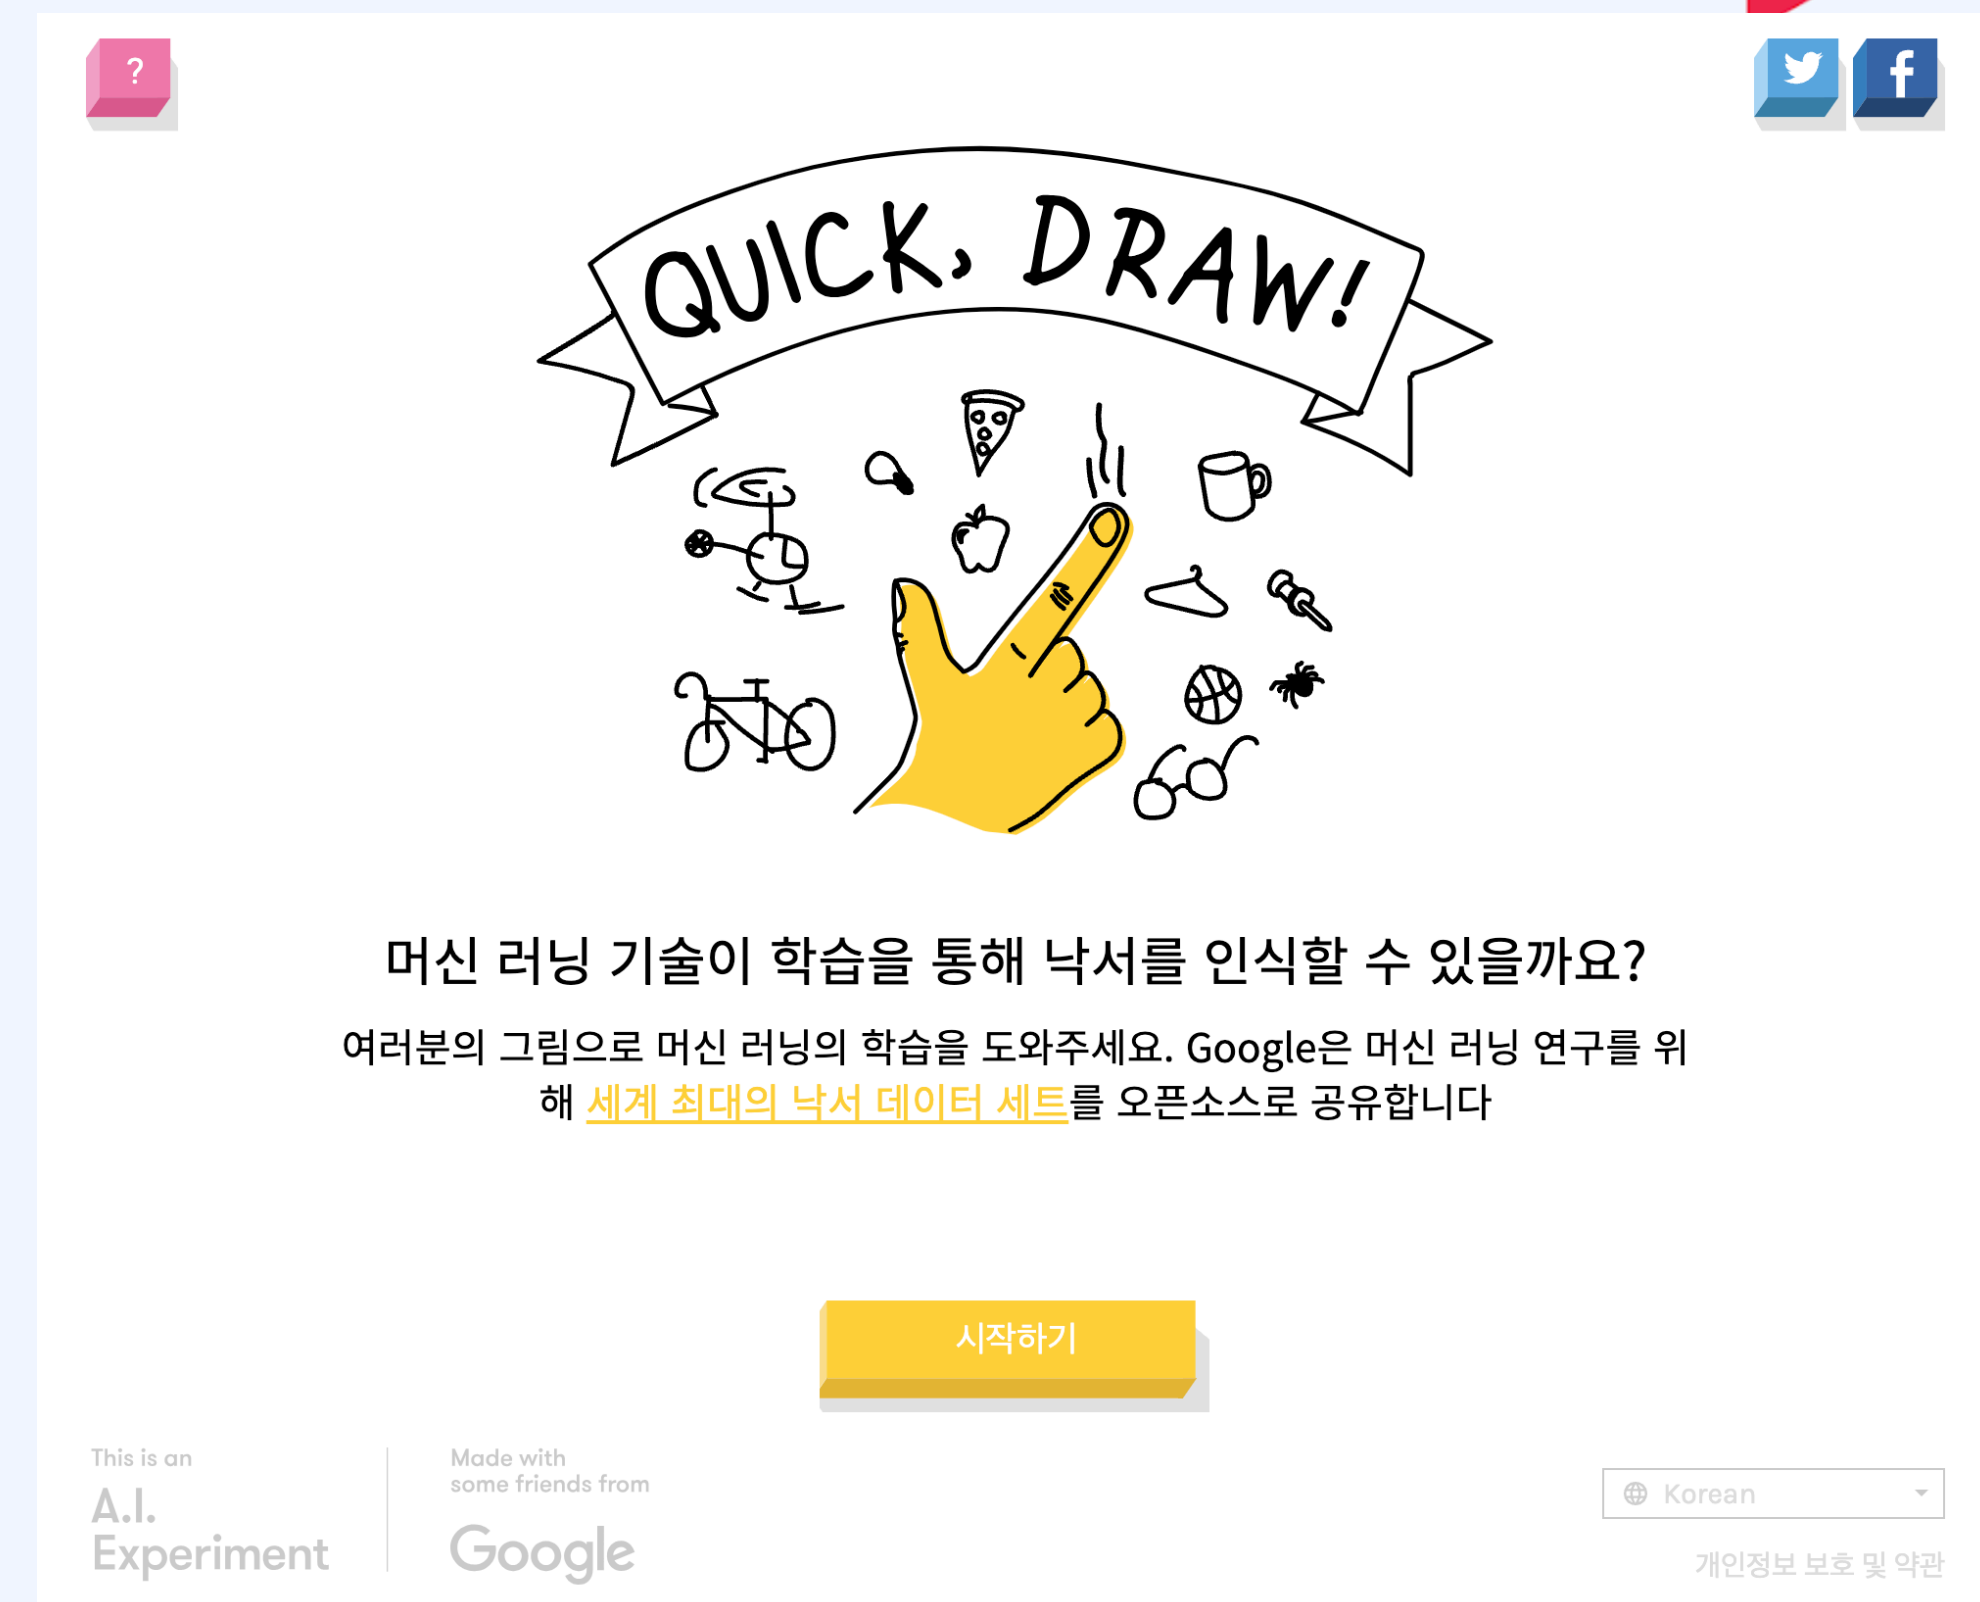 ?
QUICK, DRAW!
머신 러닝 기술이 학습을 통해 낙서를 인식할 수 있을까요?
여러분의 그림으로 머신 러닝의 학습을 도와주세요. Google은 머신 러닝 연구를 위
해 세계 최대의 낙서 데이터 세트를 오픈소스로 공유합니다
시작하기
This is an
A.I.
Experiment
Made with
some friends from
Google
Korean
개인정보 보호 및 약관